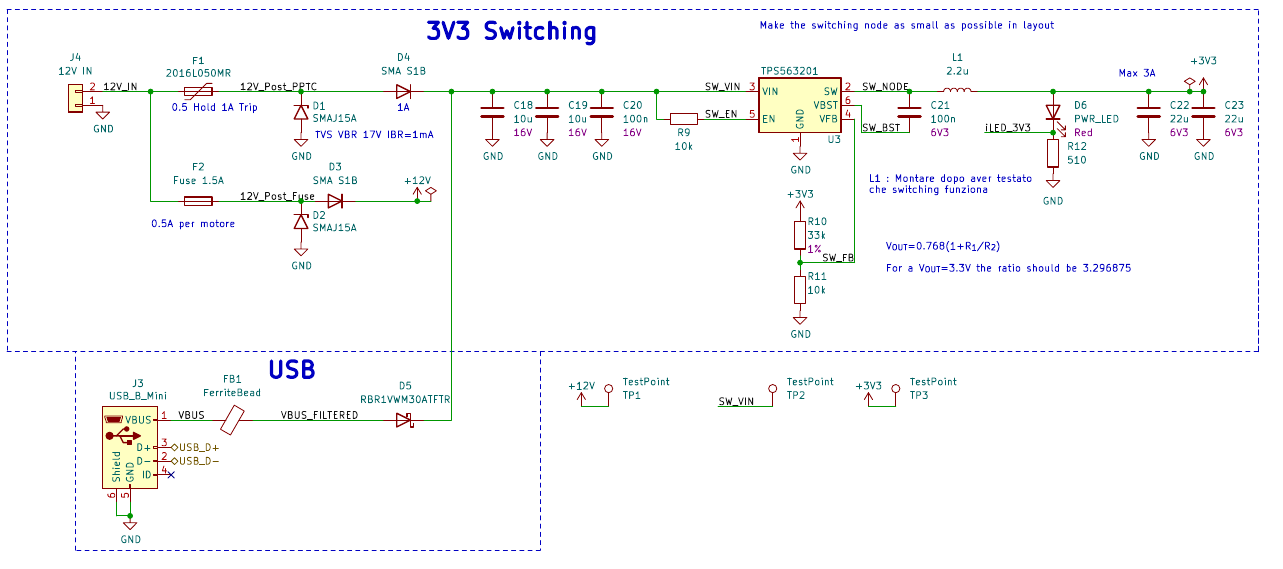 3V3 Switching
Make the switching node as small as possible in layout
J4
12V IN
2
1
12V_IN
GND
F1
2016L050MR
0.5 Hold 1A Trip
12V_Post_PPTC
D1
SMAJ15A
TVS VBR 17V IBR=1mA
GND
D4
SMA S1B
1A
C18
10u
16V
GND
C19
10u
16V
GND
C20
100n
16V
GND
SW_VIN
SW_EN
R9
10k
TPS563201
3
VIN
5
EN
GND
1
SW
2
VBST
6
VFB
4
U3
GND
SW_NODE
SW_BST
C21
100n
6V3
L1
2.2u
iLED_3V3
D6
PWR_LED
Red
R12
510
GND
Max 3A
+3V3
C22
22u
6V3
GND
C23
22u
6V3
GND
L1 : Montare dopo aver testato
che switching funziona
F2
Fuse 1.5A
0.5A per motore
12V_Post_Fuse
D2
SMAJ15A
GND
D3
SMA S1B
+12V
+3V3
R10
33k
1%
SW_FB
R11
10k
GND
VOUT=0.768(1+R1/R2)
For a VOUT=3.3V the ratio should be 3.296875
USB
J3
USB_B_Mini
VBUS
1
D+
3
D-
2
ID
4
Shield
GND
6
5
GND
VBUS
FB1
FerriteBead
VBUS_FILTERED
D5
RBR1VWM30ATFTR
USB_D+
USB_D-
+12V
TestPoint
TP1
SW_VIN
TestPoint
TP2
+3V3
TestPoint
TP3